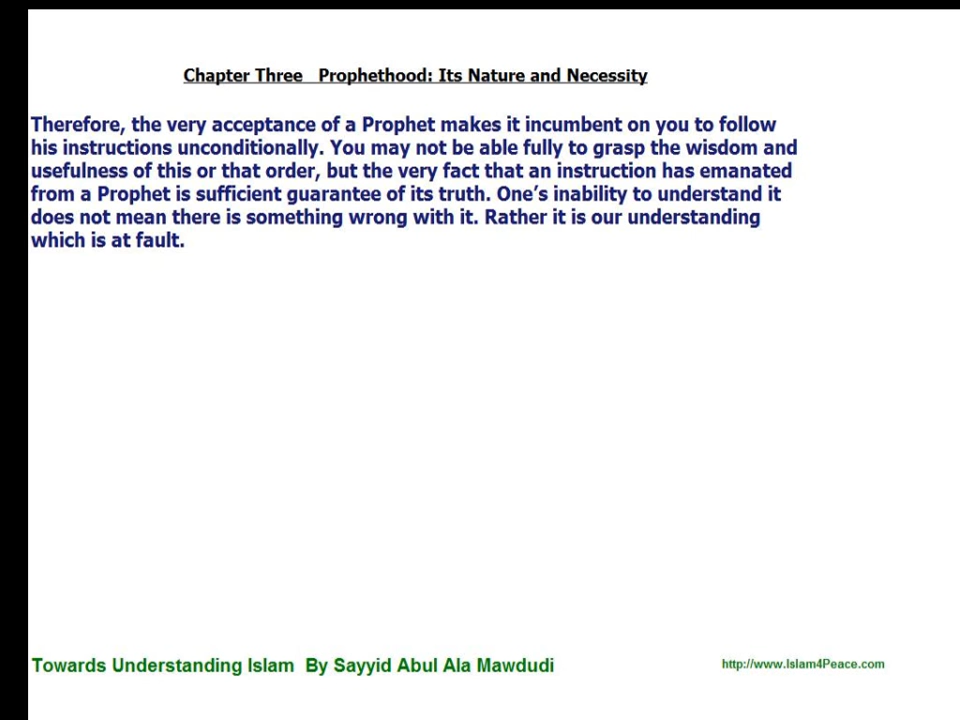 Chapter Three   Prophethood: Its Nature and Necessity
Therefore, the very acceptance of a Prophet makes it incumbent on you to follow
his instructions unconditionally. You may not be able fully to grasp the wisdom and
usefulness of this or that order, but the very fact that an instruction has emanated
from a Prophet is sufficient guarantee of its truth. One’s inability to understand it
does not mean there is something wrong with it. Rather it is our understanding
which is at fault.
Towards Understanding Islam  By Sayyid Abul Ala Mawdudi
http://www.Islam4Peace.com